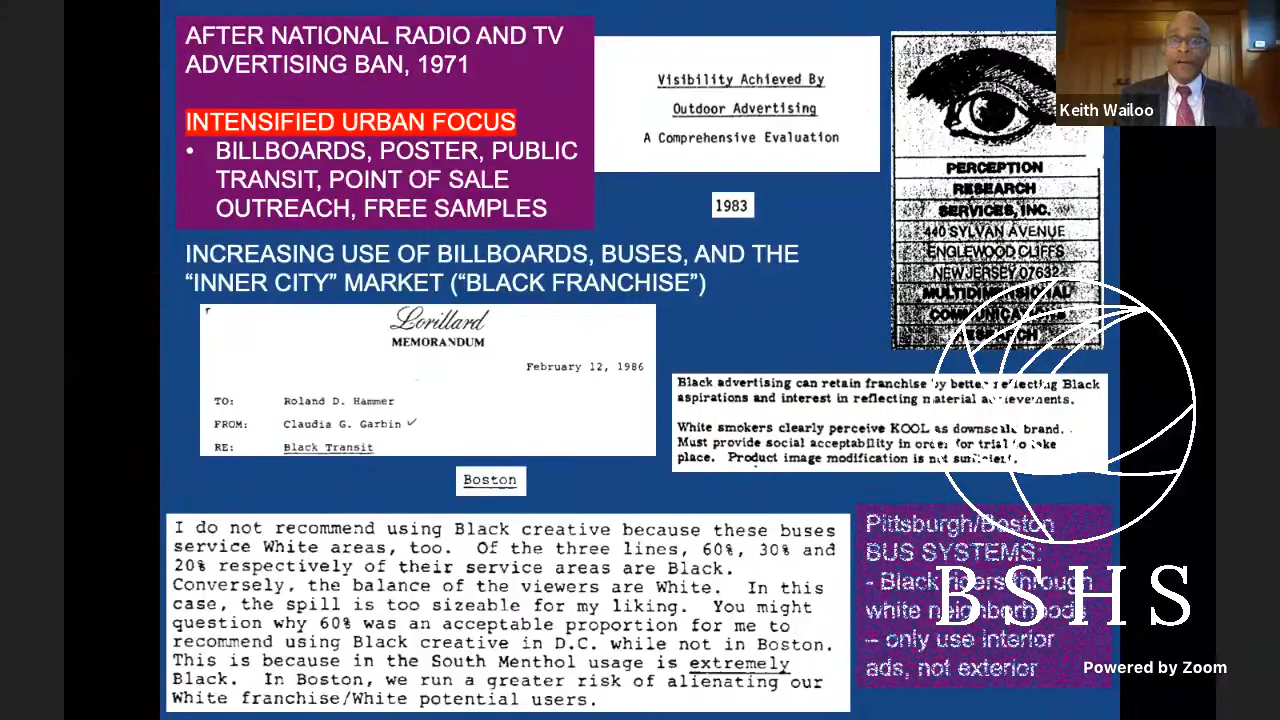 AFTER NATIONAL RADIO AND TV
ADVERTISING BAN, 1971
INTENSIFIED URBAN FOCUS
• BILLBOARDS, POSTER, PUBLIC
TRANSIT, POINT OF SALE
OUTREACH, FREE SAMPLES
Visibility Achieved By
Outdoor Advertising
A Comprehensive Evaluation
1983
PERCEPTION
RESEARCH
SERVICES, INC.
440 SYLVAN AVENUE
ENGLEWOOD CLIFFS
NEW JERSEY 07632
MULTIDIMENSIONAL
COMMUNICATIONS
RESEARCH
Keith Wailoo
INCREASING USE OF BILLBOARDS, BUSES, AND THE
“INNER CITY” MARKET (“BLACK FRANCHISE”)
Lorillard
MEMORANDUM
February 12, 1986
TO: Roland D. Hammer
FROM: Claudia G. Garbin
RE: Black Transit
Black advertising can retain franchise by better reflecting Black
aspirations and interest in reflecting material achievements.
White smokers clearly perceive KOOL as downscale brand.
Must provide social acceptability in order for trial to take
place. Product image modification is not sufficient.
Boston
I do not recommend using Black creative because these buses
service White areas, too. Of the three lines, 60%, 30% and
20% respectively of their service areas are Black.
Conversely, the balance of the viewers are White. In this
case, the spill is too sizeable for my liking. You might
question why 60% was an acceptable proportion for me to
recommend using Black creative in D.C. while not in Boston.
This is because in the South Menthol usage is extremely
Black. In Boston, we run a greater risk of alienating our
White franchise/White potential users.
Pittsburgh/Boston
BUS SYSTEMS:
- Black riders through
white neighborhoods
– only use interior
ads, not exterior
BSHS
Powered by Zoom